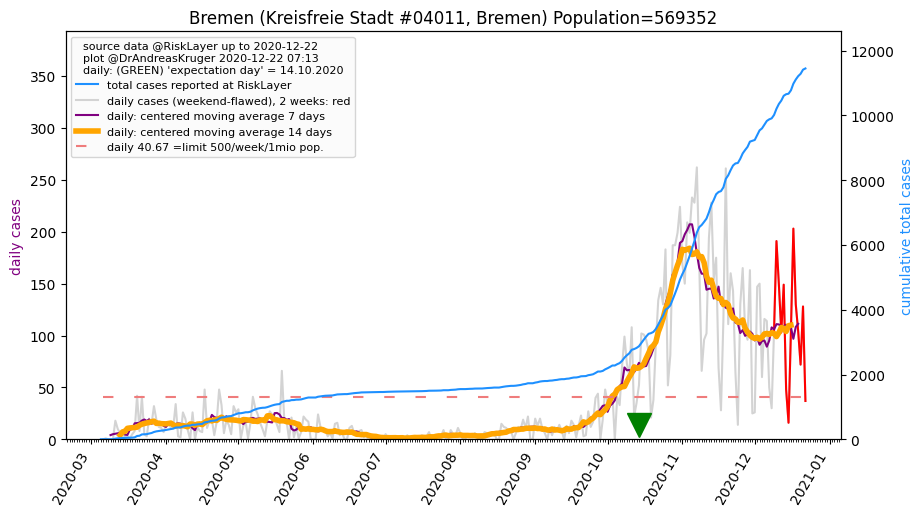 Bremen (Kreisfreie Stadt #04011, Bremen) Population=569352
source data @RiskLayer up to 2020-12-22
plot @DrAndreasKruger 2020-12-22 07:13
daily: (GREEN) 'expectation day' = 14.10.2020
total cases reported at RiskLayer
daily cases (weekend-flawed), 2 weeks: red
daily: centered moving average 7 days
daily: centered moving average 14 days
daily 40.67 =limit 500/week/1mio pop.
daily cases
350
300
250
200
150
100
50
0
12000
10000
8000
6000
4000
2000
0
cumulative total cases
2020-03
2020-04
2020-05
2020-06
2020-07
2020-08
2020-09
2020-10
2020-11
2020-12
2021-01